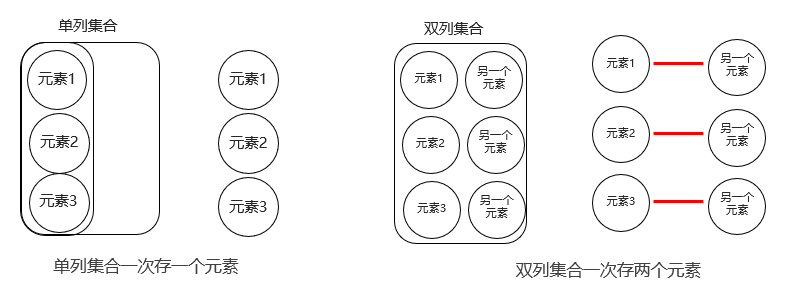 单列集合
元素1
元素2
元素3
元素1
元素2
元素3
单列集合一次存一个元素
双列集合
元素1
另一个
元素
元素2
另一个
元素
元素3
另一个
元素
元素1
另一个
元素
元素2
另一个
元素
元素3
另一个
元素
双列集合一次存两个元素